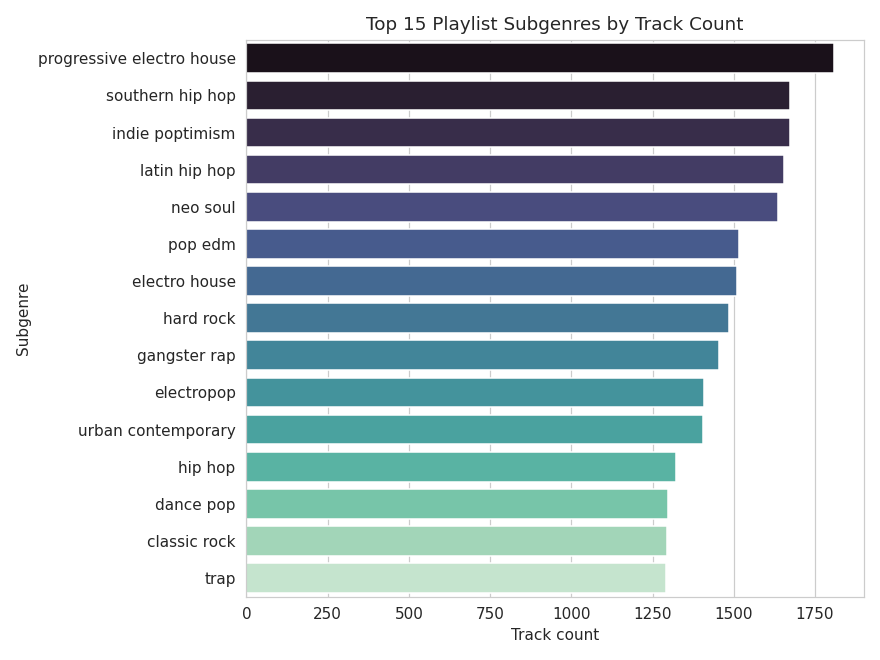 Top 15 Playlist Subgenres by Track Count
progressive electro house
southern hip hop
indie poptimism
latin hip hop
neo soul
pop edm
electro house
hard rock
gangster rap
electropop
urban contemporary
hip hop
dance pop
classic rock
trap
Subgenre
0 250 500 750 1000 1250 1500 1750
Track count